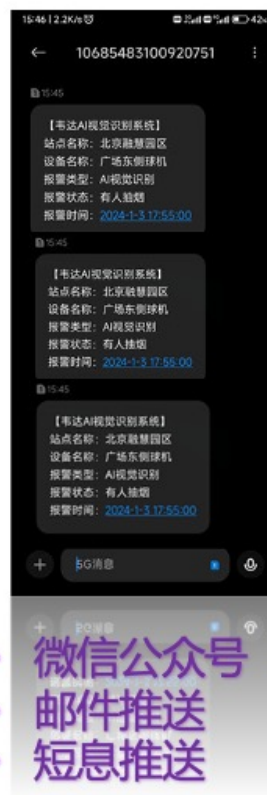 15:46 | 2.2K/s
10685483100920751
15:45
【韦达AI视觉识别系统】
站点名称：北京融慧园区
设备名称：广场东侧球机
报警类型：AI视觉识别
报警状态：有人抽烟
报警时间：2024-1-3 17:55:00
15:45
【韦达AI视觉识别系统】
站点名称：北京融慧园区
设备名称：广场东侧球机
报警类型：AI视觉识别
报警状态：有人抽烟
报警时间：2024-1-3 17:55:00
15:45
【韦达AI视觉识别系统】
站点名称：北京融慧园区
设备名称：广场东侧球机
报警类型：AI视觉识别
报警状态：有人抽烟
报警时间：2024-1-3 17:55:00
5G消息
微信公众号
邮件推送
短息推送